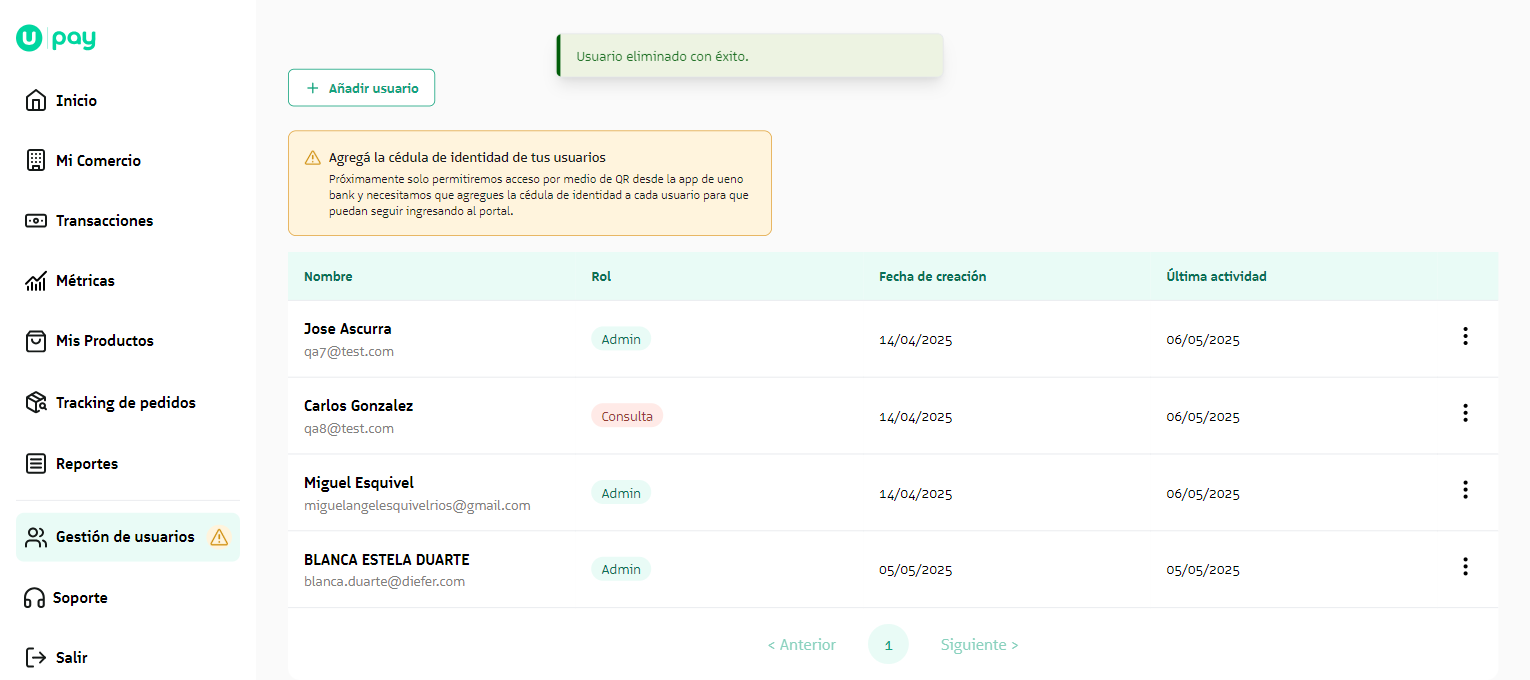 U pay
Usuario eliminado con éxito.
+ Añadir usuario
Inicio
Mi Comercio
Transacciones
Métricas
Mis Productos
Tracking de pedidos
Reportes
Gestión de usuarios
Soporte
Salir
Agregá la cédula de identidad de tus usuarios
Próximamente solo permitiremos acceso por medio de QR desde la app de ueno
bank y necesitamos que agregues la cédula de identidad a cada usuario para que
puedan seguir ingresando al portal.
Nombre Rol Fecha de creación Última actividad
Jose Ascurra
qa7@test.com
Admin 14/04/2025 06/05/2025
Carlos Gonzalez
qa8@test.com
Consulta 14/04/2025 06/05/2025
Miguel Esquivel
miguelangelesquivelrios@gmail.com
Admin 14/04/2025 06/05/2025
BLANCA ESTELA DUARTE
blanca.duarte@diefer.com
Admin 05/05/2025 05/05/2025
< Anterior 1 Siguiente >